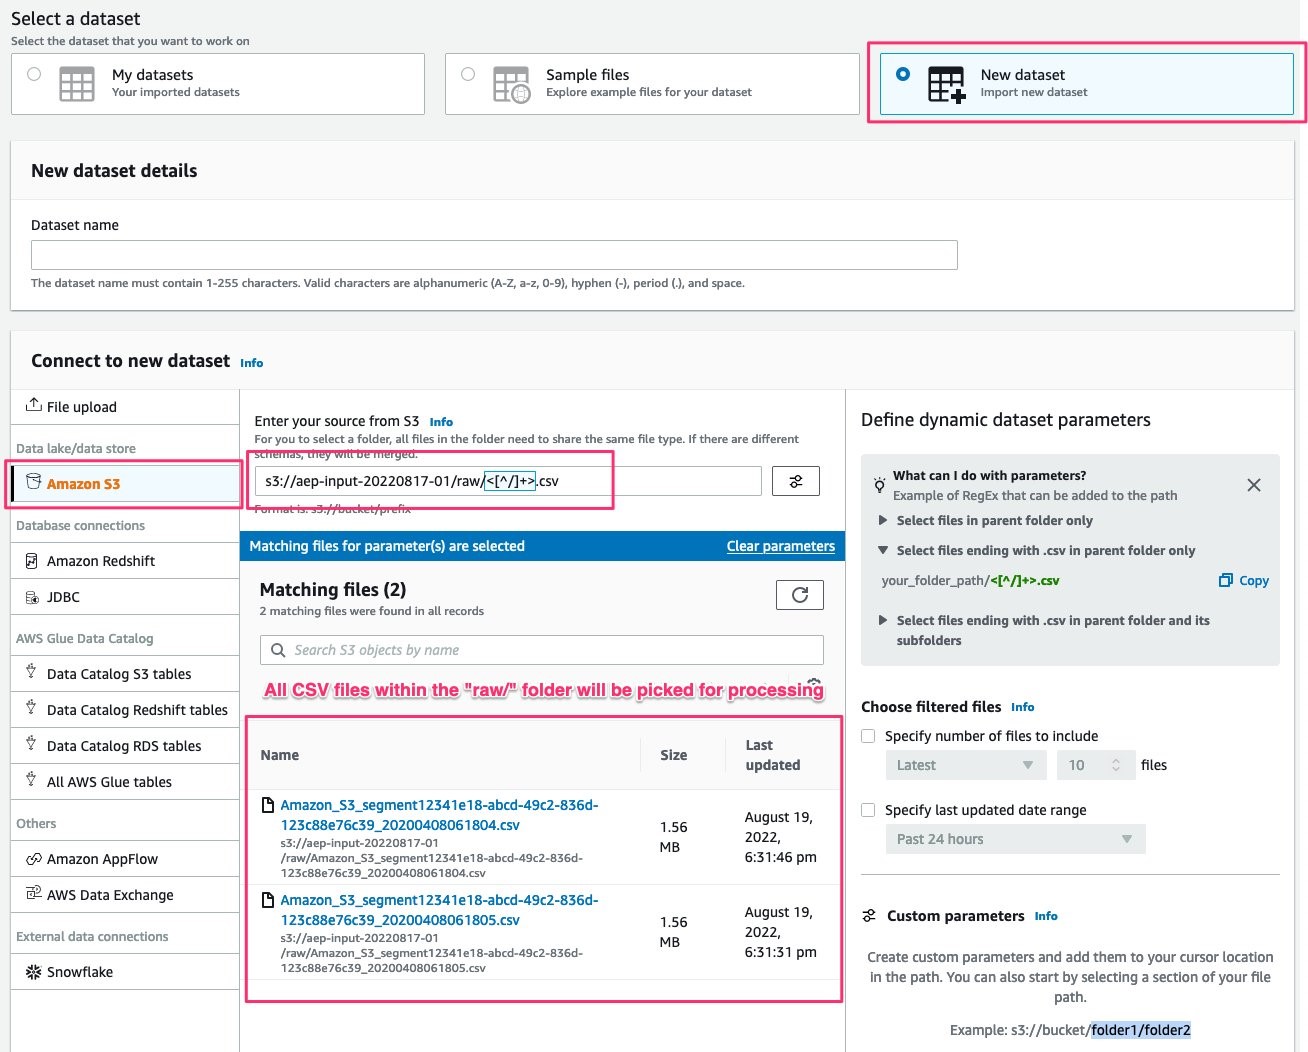 Select a dataset
Select the dataset that you want to work on
My datasets
Your imported datasets
Sample files
Explore example files for your dataset
New dataset
Import new dataset
New dataset details
Dataset name
The dataset name must contain 1-255 characters. Valid characters are alphanumeric (A-Z, a-z, 0-9), hyphen (-), period (.), and space.
Connect to new dataset Info
File upload
Data lake/data store
Amazon S3
Database connections
Amazon Redshift
JDBC
AWS Glue Data Catalog
Data Catalog S3 tables
Data Catalog Redshift tables
Data Catalog RDS tables
All AWS Glue tables
Others
Amazon AppFlow
AWS Data Exchange
External data connections
Snowflake
Enter your source from S3 Info
For you to select a folder, all files in the folder need to share the same file type. If there are different
schemas, they will be merged.
s3://aep-input-20220817-01/raw/<[^/]+>.csv
Format is: s3://bucket/prefix
Matching files for parameter(s) are selected
Clear parameters
Matching files (2)
2 matching files were found in all records
Search S3 objects by name
All CSV files within the "raw/" folder will be picked for processing
Name
Size
Last
updated
Amazon_S3_segment12341e18-abcd-49c2-836d-
123c88e76c39_20200408061804.csv
s3://aep-input-20220817-01
/raw/Amazon_S3_segment12341e18-abcd-49c2-836d-
123c88e76c39_20200408061804.csv
1.56
MB
August 19,
2022,
6:31:46 pm
Amazon_S3_segment12341e18-abcd-49c2-836d-
123c88e76c39_20200408061805.csv
s3://aep-input-20220817-01
/raw/Amazon_S3_segment12341e18-abcd-49c2-836d-
123c88e76c39_20200408061805.csv
1.56
MB
August 19,
2022,
6:31:31 pm
Define dynamic dataset parameters
What can I do with parameters?
Example of RegEx that can be added to the path
Select files in parent folder only
Select files ending with .csv in parent folder only
your_folder_path/<[^/]+>.csv
Copy
Select files ending with .csv in parent folder and its
subfolders
Choose filtered files Info
Specify number of files to include
Latest
10
files
Specify last updated date range
Past 24 hours
Custom parameters Info
Create custom parameters and add them to your cursor location
in the path. You can also start by selecting a section of your file
path.
Example: s3://bucket/folder1/folder2